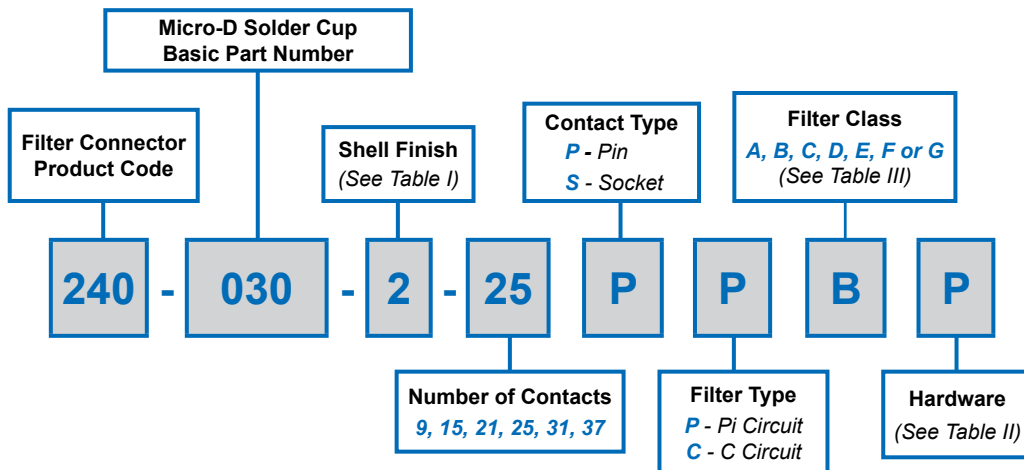 Micro-D Solder Cup
Basic Part Number
Filter Connector
Product Code
Shell Finish
(See Table I)
Contact Type
P - Pin
S - Socket
Filter Class
A, B, C, D, E, F or G
(See Table III)
240 - 030 - 2 - 25 P P B P
Number of Contacts
9, 15, 21, 25, 31, 37
Filter Type
P - Pi Circuit
C - C Circuit
Hardware
(See Table II)